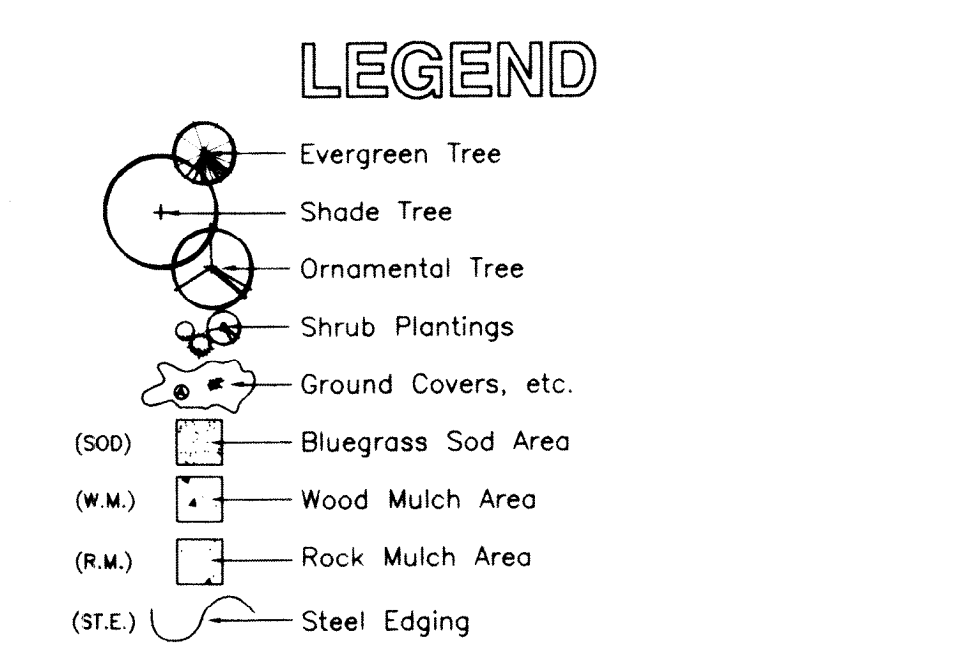 LEGEND
Evergreen Tree
Shade Tree
Ornamental Tree
Shrub Plantings
Ground Covers, etc.
(SOD) Bluegrass Sod Area
(W.M.) Wood Mulch Area
(R.M.) Rock Mulch Area
(ST.E.) Steel Edging